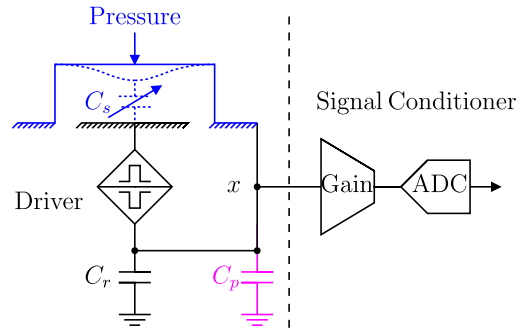 Pressure
C_s
Signal Conditioner
Driver
x
Gain
ADC
C_r
C_p